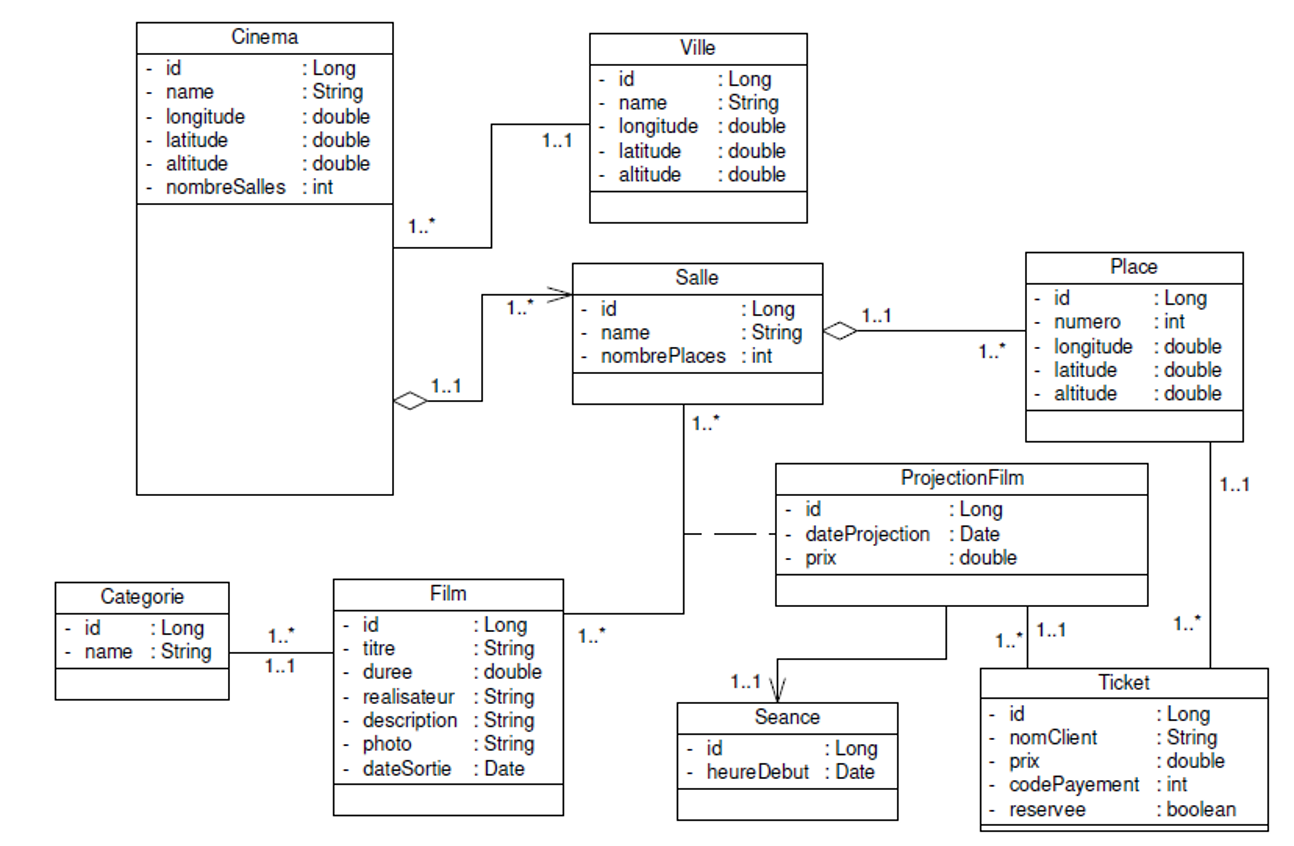 Cinema
- id : Long
- name : String
- longitude : double
- latitude : double
- altitude : double
- nombreSalles : int
Ville
- id : Long
- name : String
- longitude : double
- latitude : double
- altitude : double
1..1
1..*
Salle
- id : Long
- name : String
- nombrePlaces : int
1..*
1..1
1..1
1..*
Place
- id : Long
- numero : int
- longitude : double
- latitude : double
- altitude : double
1..*
1..1
ProjectionFilm
- id : Long
- dateProjection : Date
- prix : double
Categorie
- id : Long
- name : String
1..*
1..1
Film
- id : Long
- titre : String
- duree : double
- realisateur : String
- description : String
- photo : String
- dateSortie : Date
1..*
1..*
1..1
1..*
1..1
Seance
- id : Long
- heureDebut : Date
Ticket
- id : Long
- nomClient : String
- prix : double
- codePayement : int
- reservee : boolean